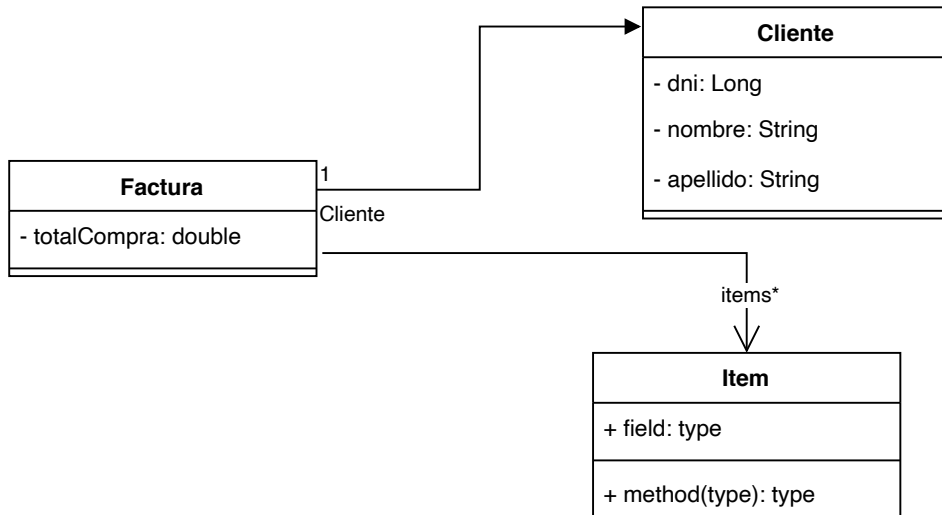 Cliente
- dni: Long
- nombre: String
- apellido: String
Factura
- totalCompra: double
1
Cliente
items*
Item
+ field: type
+ method(type): type